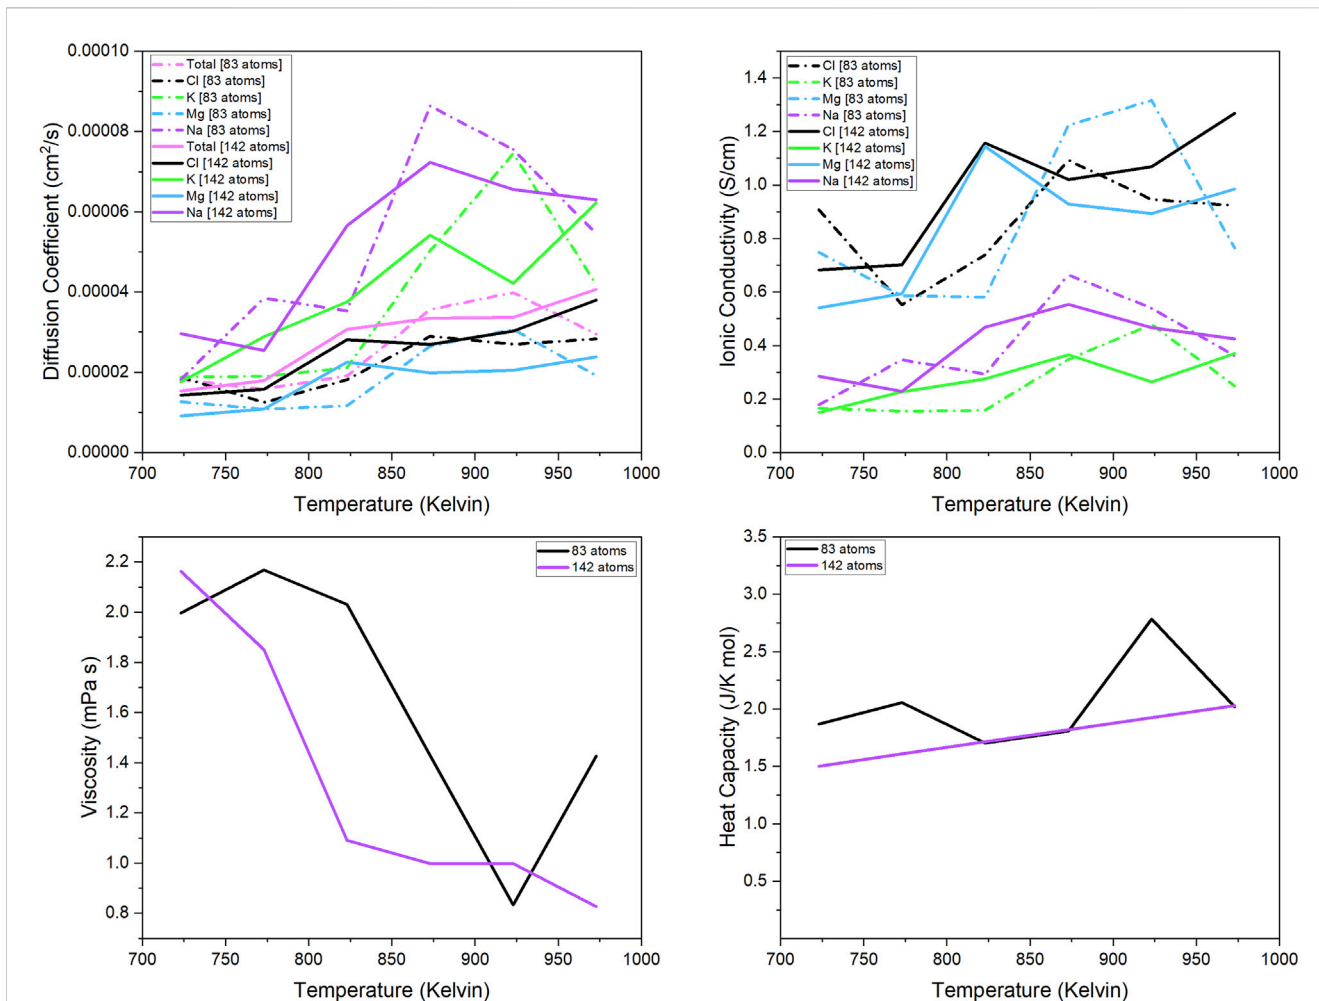 0.00010
0.00008
0.00006
0.00004
0.00002
0.00000
Diffusion Coefficient (cm²/s)
Total [83 atoms]
Cl [83 atoms]
K [83 atoms]
Mg [83 atoms]
Na [83 atoms]
Total [142 atoms]
Cl [142 atoms]
K [142 atoms]
Mg [142 atoms]
Na [142 atoms]
700 750 800 850 900 950 1000
Temperature (Kelvin)
1.4
1.2
1.0
0.8
0.6
0.4
0.2
0.0
Ionic Conductivity (S/cm)
Cl [83 atoms]
K [83 atoms]
Mg [83 atoms]
Na [83 atoms]
Cl [142 atoms]
K [142 atoms]
Mg [142 atoms]
Na [142 atoms]
700 750 800 850 900 950 1000
Temperature (Kelvin)
2.2
2.0
1.8
1.6
1.4
1.2
1.0
0.8
Viscosity (mPa s)
83 atoms
142 atoms
700 750 800 850 900 950 1000
Temperature (Kelvin)
3.5
3.0
2.5
2.0
1.5
1.0
0.5
Heat Capacity (J/K mol)
83 atoms
142 atoms
700 750 800 850 900 950 1000
Temperature (Kelvin)